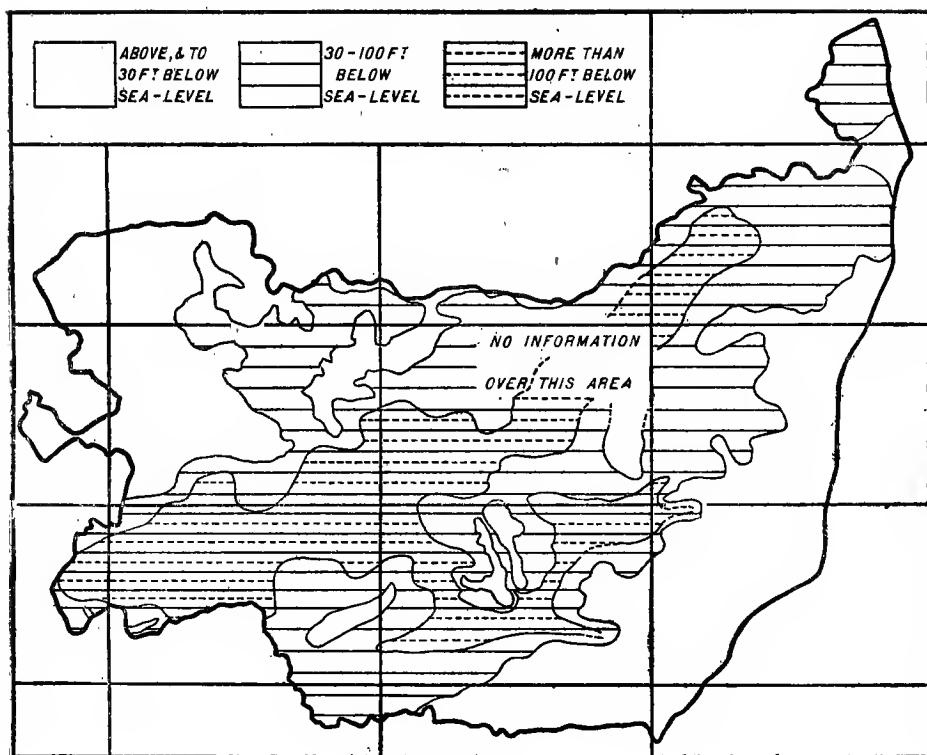 ABOVE, & TO
30 FT BELOW
SEA-LEVEL
30-100 FT
BELOW
SEA-LEVEL
MORE THAN
100 FT BELOW
SEA-LEVEL
NO INFORMATION
OVER THIS AREA